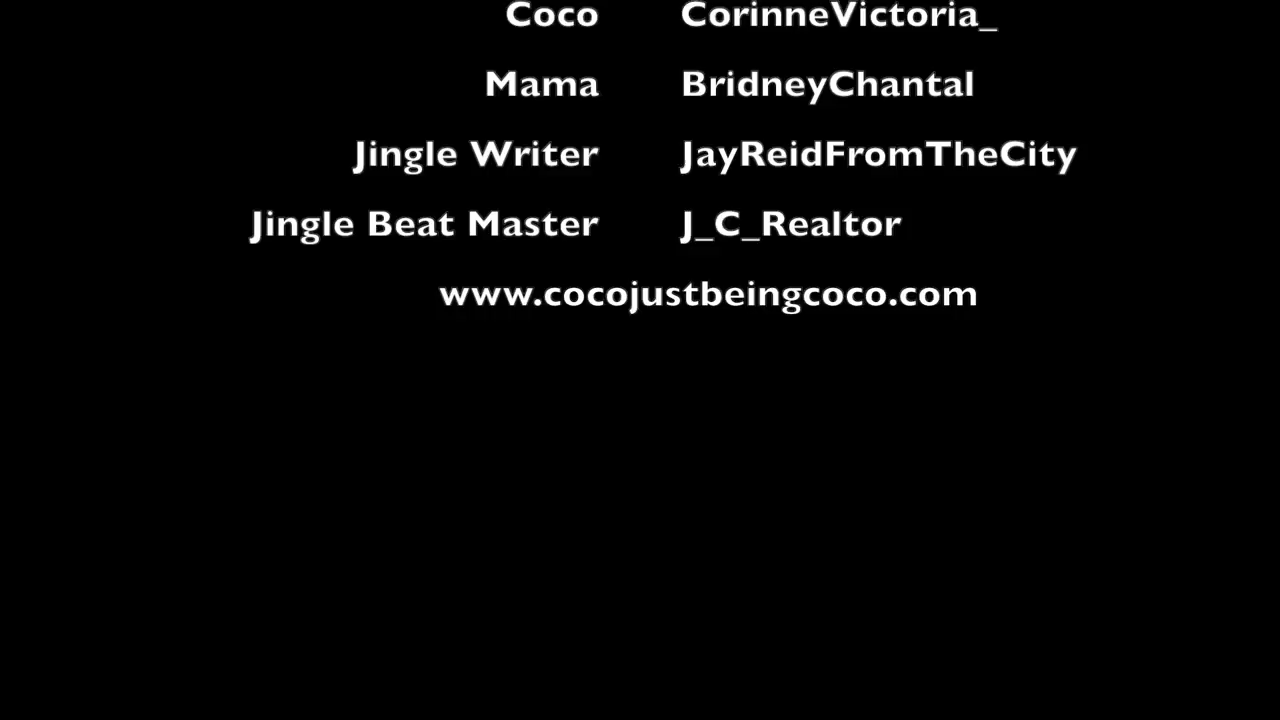 Coco CorinneVictoria_
Mama BridneyChantal
Jingle Writer JayReidFromTheCity
Jingle Beat Master J_C_Realtor
www.cocojustbeingcoco.com